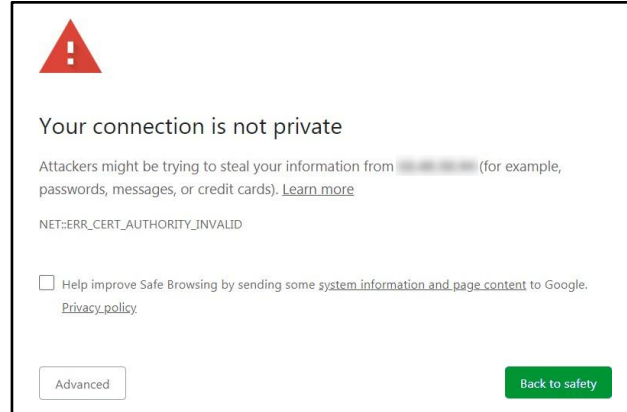 Your connection is not private
Attackers might be trying to steal your information from (for example,
passwords, messages, or credit cards). Learn more
NET::ERR_CERT_AUTHORITY_INVALID
Help improve Safe Browsing by sending some system information and page content to Google.
Privacy policy
Advanced
Back to safety